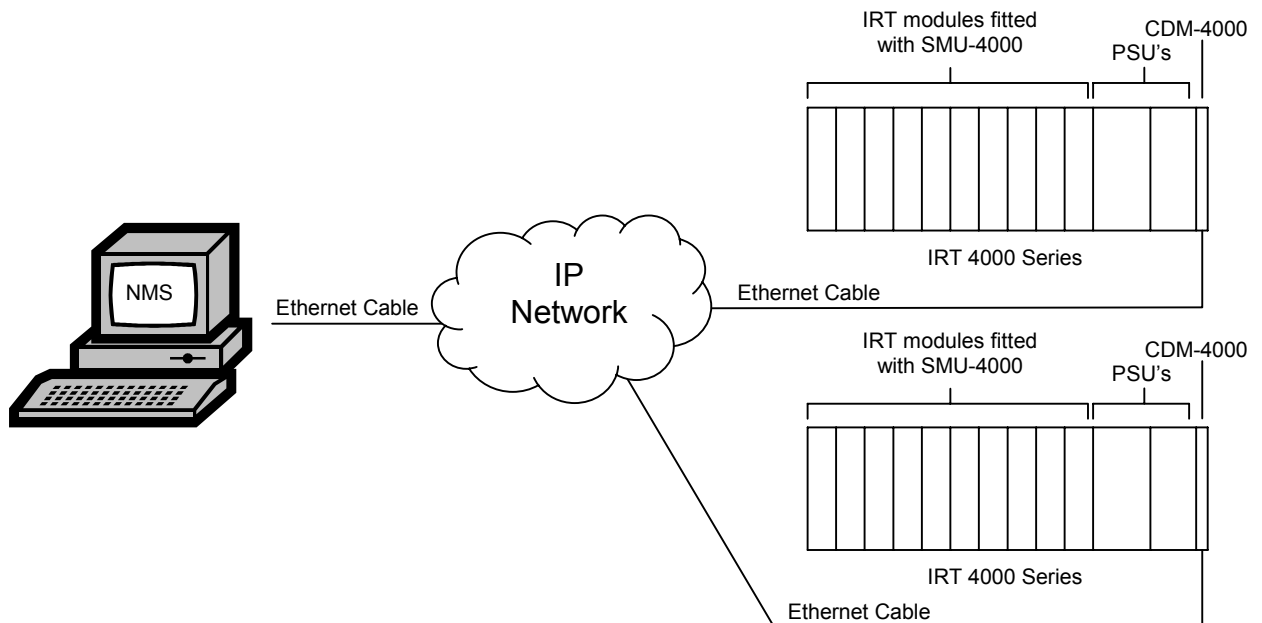 IRT modules fitted
with SMU-4000
CDM-4000
PSU's
IRT 4000 Series
NMS
Ethernet Cable
IP
Network
Ethernet Cable
IRT modules fitted
with SMU-4000
CDM-4000
PSU's
IRT 4000 Series
Ethernet Cable